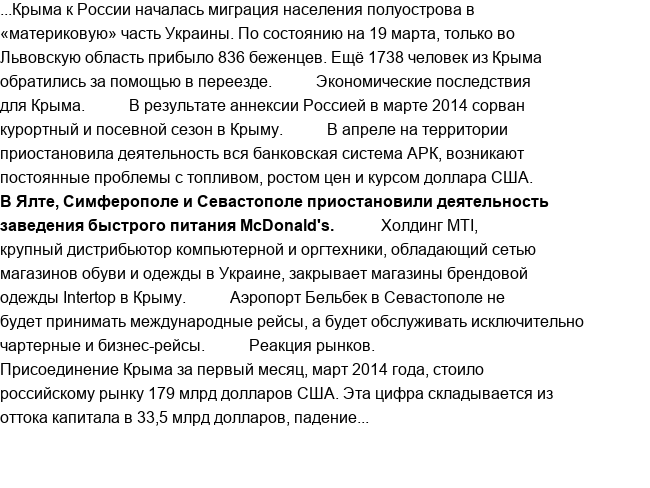 ...Крыма к России началась миграция населения полуострова в
«материковую» часть Украины. По состоянию на 19 марта, только во
Львовскую область прибыло 836 беженцев. Ещё 1738 человек из Крыма
обратились за помощью в переезде. Экономические последствия
для Крыма. В результате аннексии Россией в марте 2014 сорван
курортный и посевной сезон в Крыму. В апреле на территории
приостановила деятельность вся банковская система АРК, возникают
постоянные проблемы с топливом, ростом цен и курсом доллара США.
В Ялте, Симферополе и Севастополе приостановили деятельность
заведения быстрого питания McDonald's. Холдинг MTI,
крупный дистрибьютор компьютерной и оргтехники, обладающий сетью
магазинов обуви и одежды в Украине, закрывает магазины брендовой
одежды Intertop в Крыму. Аэропорт Бельбек в Севастополе не
будет принимать международные рейсы, а будет обслуживать исключительно
чартерные и бизнес-рейсы. Реакция рынков.
Присоединение Крыма за первый месяц, март 2014 года, стоило
российскому рынку 179 млрд долларов США. Эта цифра складывается из
оттока капитала в 33,5 млрд долларов, падение...